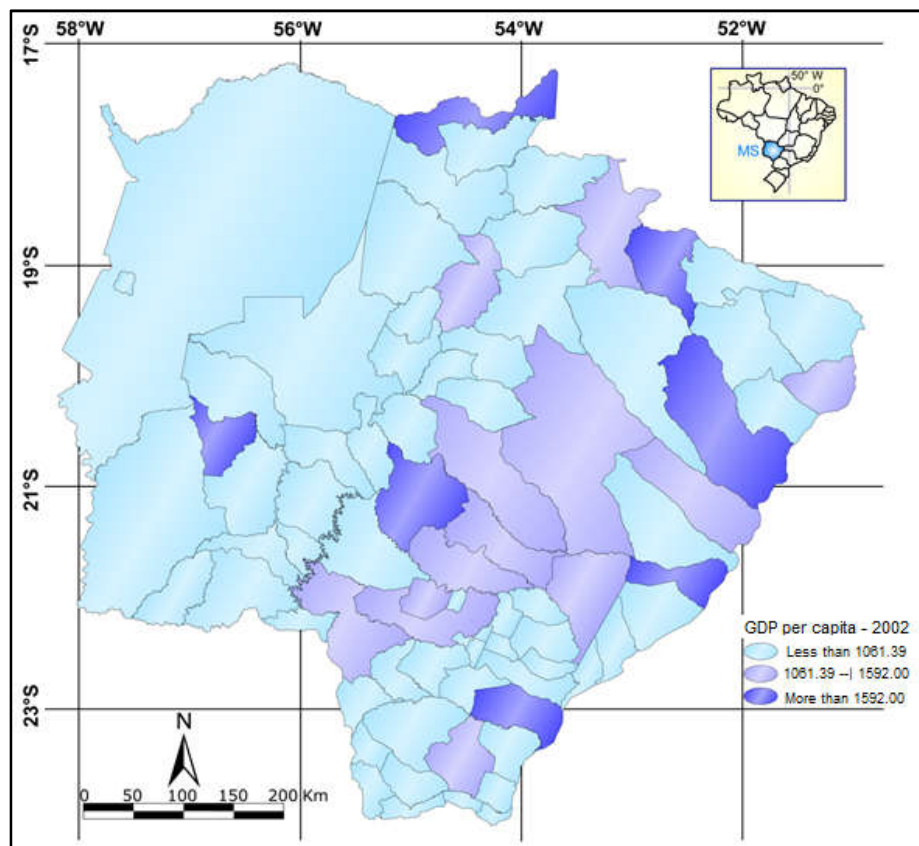 58°W 56°W 54°W 52°W
17°S
50° W
0°
MS
19°S
21°S
GDP per capita - 2002
Less than 1061.39
1061.39 --| 1592.00
More than 1592.00
23°S
N
0 50 100 150 200 Km